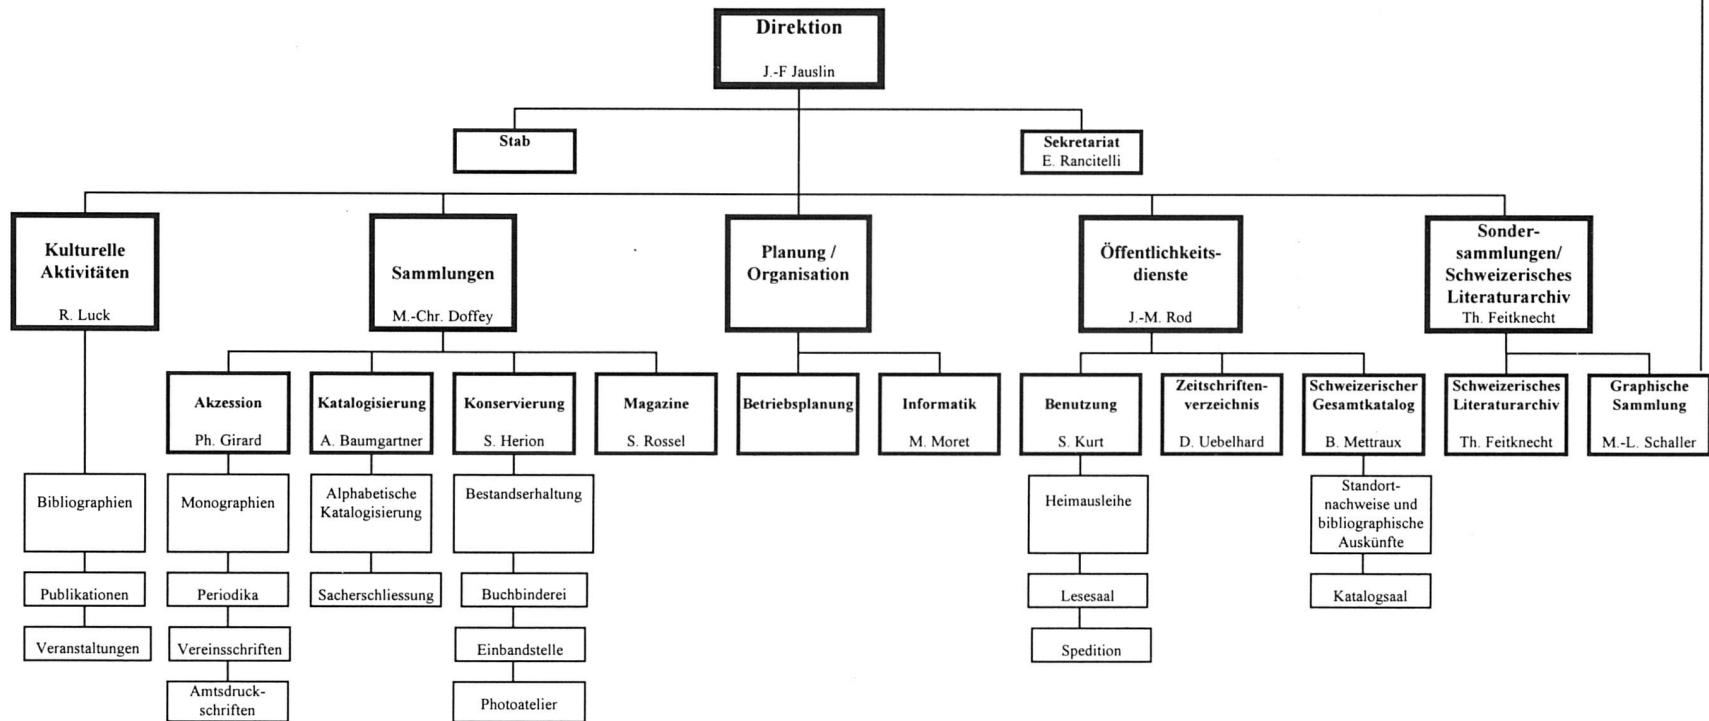 Direktion
J.-F Jauslin
Stab
Sekretariat
E. Rancitelli
Kulturelle
Aktivitäten
R. Luck
Sammlungen
M.-Chr. Doffey
Planung /
Organisation
Öffentlichkeits-
dienste
J.-M. Rod
Sonder-
sammlungen/
Schweizerisches
Literaturarchiv
Th. Feitknecht
Akzession
Ph. Girard
Katalogisierung
A. Baumgartner
Konservierung
S. Herion
Magazine
S. Rossel
Betriebsplanung
Informatik
M. Moret
Benutzung
S. Kurt
Zeitschriften-
verzeichnis
D. Uebelhard
Schweizerischer
Gesamtkatalog
B. Mettraux
Schweizerisches
Literaturarchiv
Th. Feitknecht
Graphische
Sammlung
M.-L. Schaller
Bibliographien
Publikationen
Veranstaltungen
Monographien
Periodika
Vereinsschriften
Amtsdruck-
schriften
Alphabetische
Katalogisierung
Sacherschliessung
Bestandserhaltung
Buchbinderei
Einbandstelle
Photoatelier
Heimausleihe
Lesesaal
Spedition
Standort-
nachweise und
bibliographische
Auskünfte
Katalogsaal